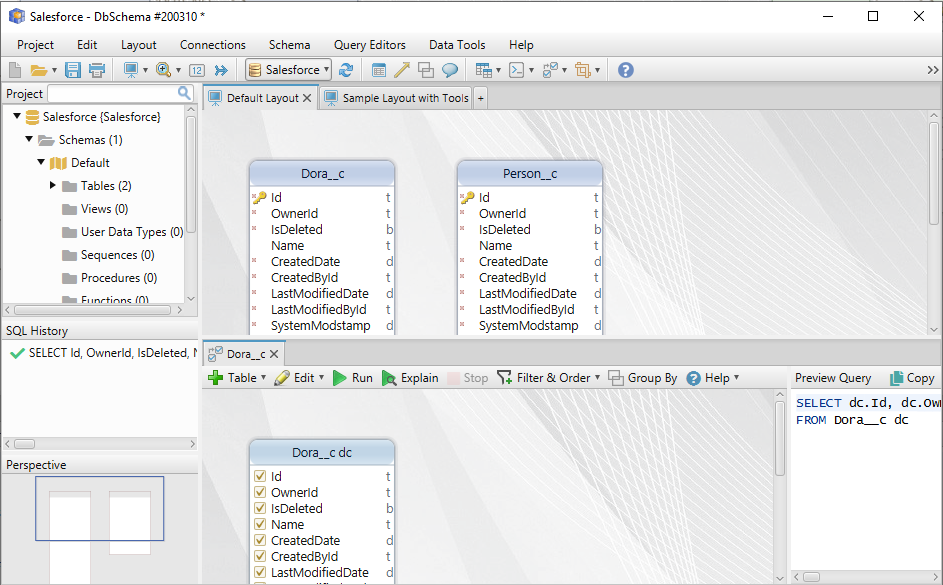 Salesforce - DbSchema #200310 *
Project Edit Layout Connections Schema Query Editors Data Tools Help
12 Salesforce
Project
Default Layout Sample Layout with Tools +
Salesforce {Salesforce}
Schemas (1)
Default
Tables (2)
Views (0)
User Data Types (0)
Sequences (0)
Procedures (0)
Functions (0)
Dora__c
Id t
OwnerId t
IsDeleted b
Name t
CreatedDate d
CreatedById t
LastModifiedDate d
LastModifiedById t
SystemModstamp d
Person__c
Id t
OwnerId t
IsDeleted b
Name t
CreatedDate d
CreatedById t
LastModifiedDate d
LastModifiedById t
SystemModstamp d
SQL History
SELECT Id, OwnerId, IsDeleted, N
Perspective
Dora__c
Table Edit Run Explain Stop Filter & Order Group By Help
Dora__c dc
Id t
OwnerId t
IsDeleted b
Name t
CreatedDate d
CreatedById t
LastModifiedDate d
Preview Query Copy
SELECT dc.Id, dc.Own
FROM Dora__c dc